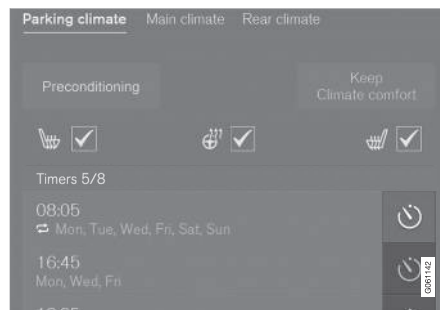 Parking climate Main climate Rear climate
Preconditioning
Keep
Climate comfort
Timers 5/8
08:05
Mon, Tue, Wed, Fri, Sat, Sun
16:45
Mon, Wed, Fri
G061142